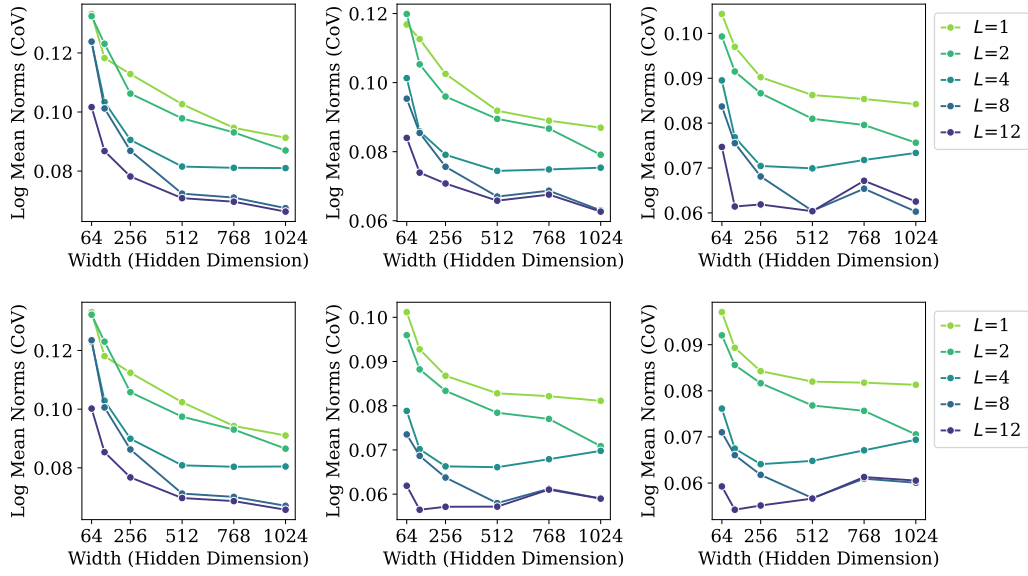 Log Mean Norms (CoV)
0.12
0.10
0.08
64 256 512 768 1024
Width (Hidden Dimension)
Log Mean Norms (CoV)
0.12
0.10
0.08
0.06
64 256 512 768 1024
Width (Hidden Dimension)
Log Mean Norms (CoV)
0.10
0.09
0.08
0.07
0.06
64 256 512 768 1024
Width (Hidden Dimension)
L=1
L=2
L=4
L=8
L=12
Log Mean Norms (CoV)
0.12
0.10
0.08
64 256 512 768 1024
Width (Hidden Dimension)
Log Mean Norms (CoV)
0.10
0.09
0.08
0.07
0.06
64 256 512 768 1024
Width (Hidden Dimension)
Log Mean Norms (CoV)
0.09
0.08
0.07
0.06
64 256 512 768 1024
Width (Hidden Dimension)
L=1
L=2
L=4
L=8
L=12